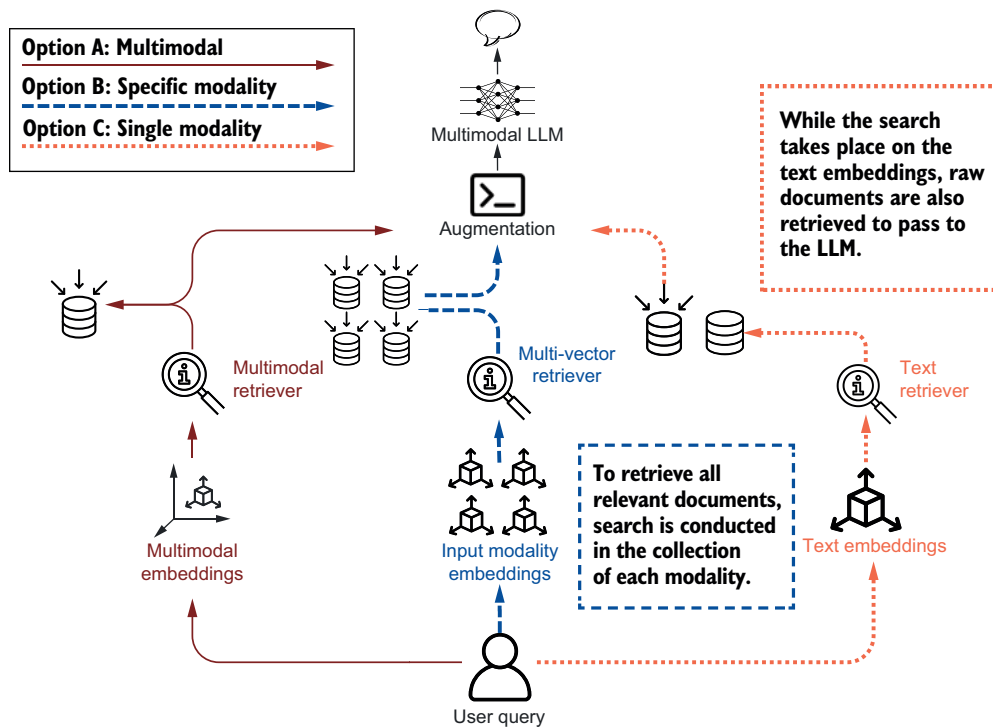 Option A: Multimodal
Option B: Specific modality
Option C: Single modality
Multimodal LLM
While the search
takes place on the
text embeddings, raw
documents are also
retrieved to pass to
the LLM.
Augmentation
Multimodal
retriever
Multi-vector
retriever
Text
retriever
To retrieve all
relevant documents,
search is conducted
in the collection
of each modality.
Multimodal
embeddings
Input modality
embeddings
Text embeddings
User query